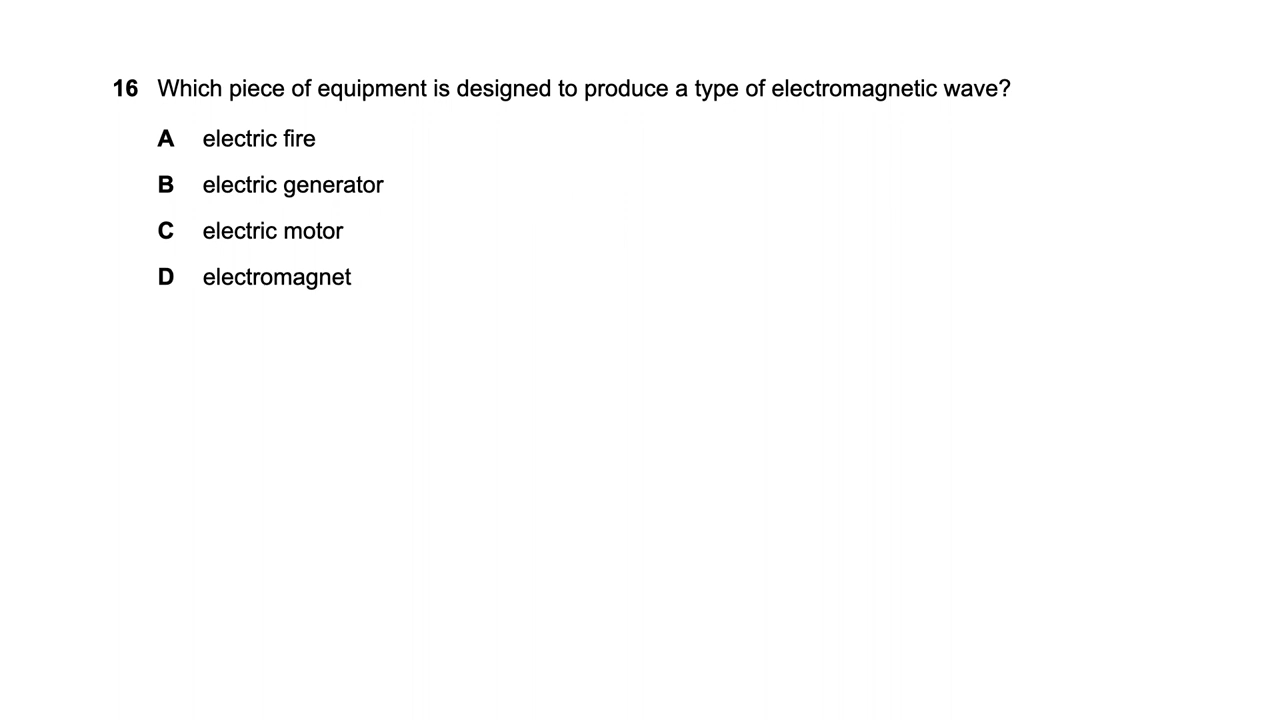 16 Which piece of equipment is designed to produce a type of electromagnetic wave?
A electric fire
B electric generator
C electric motor
D electromagnet